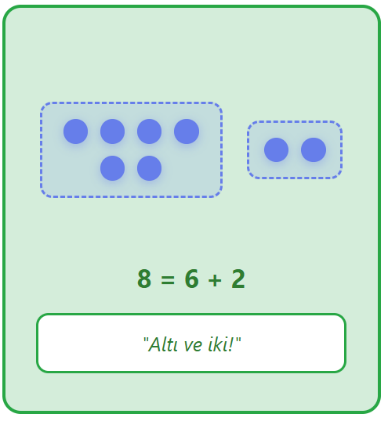 8 = 6 + 2
"Altı ve iki!"